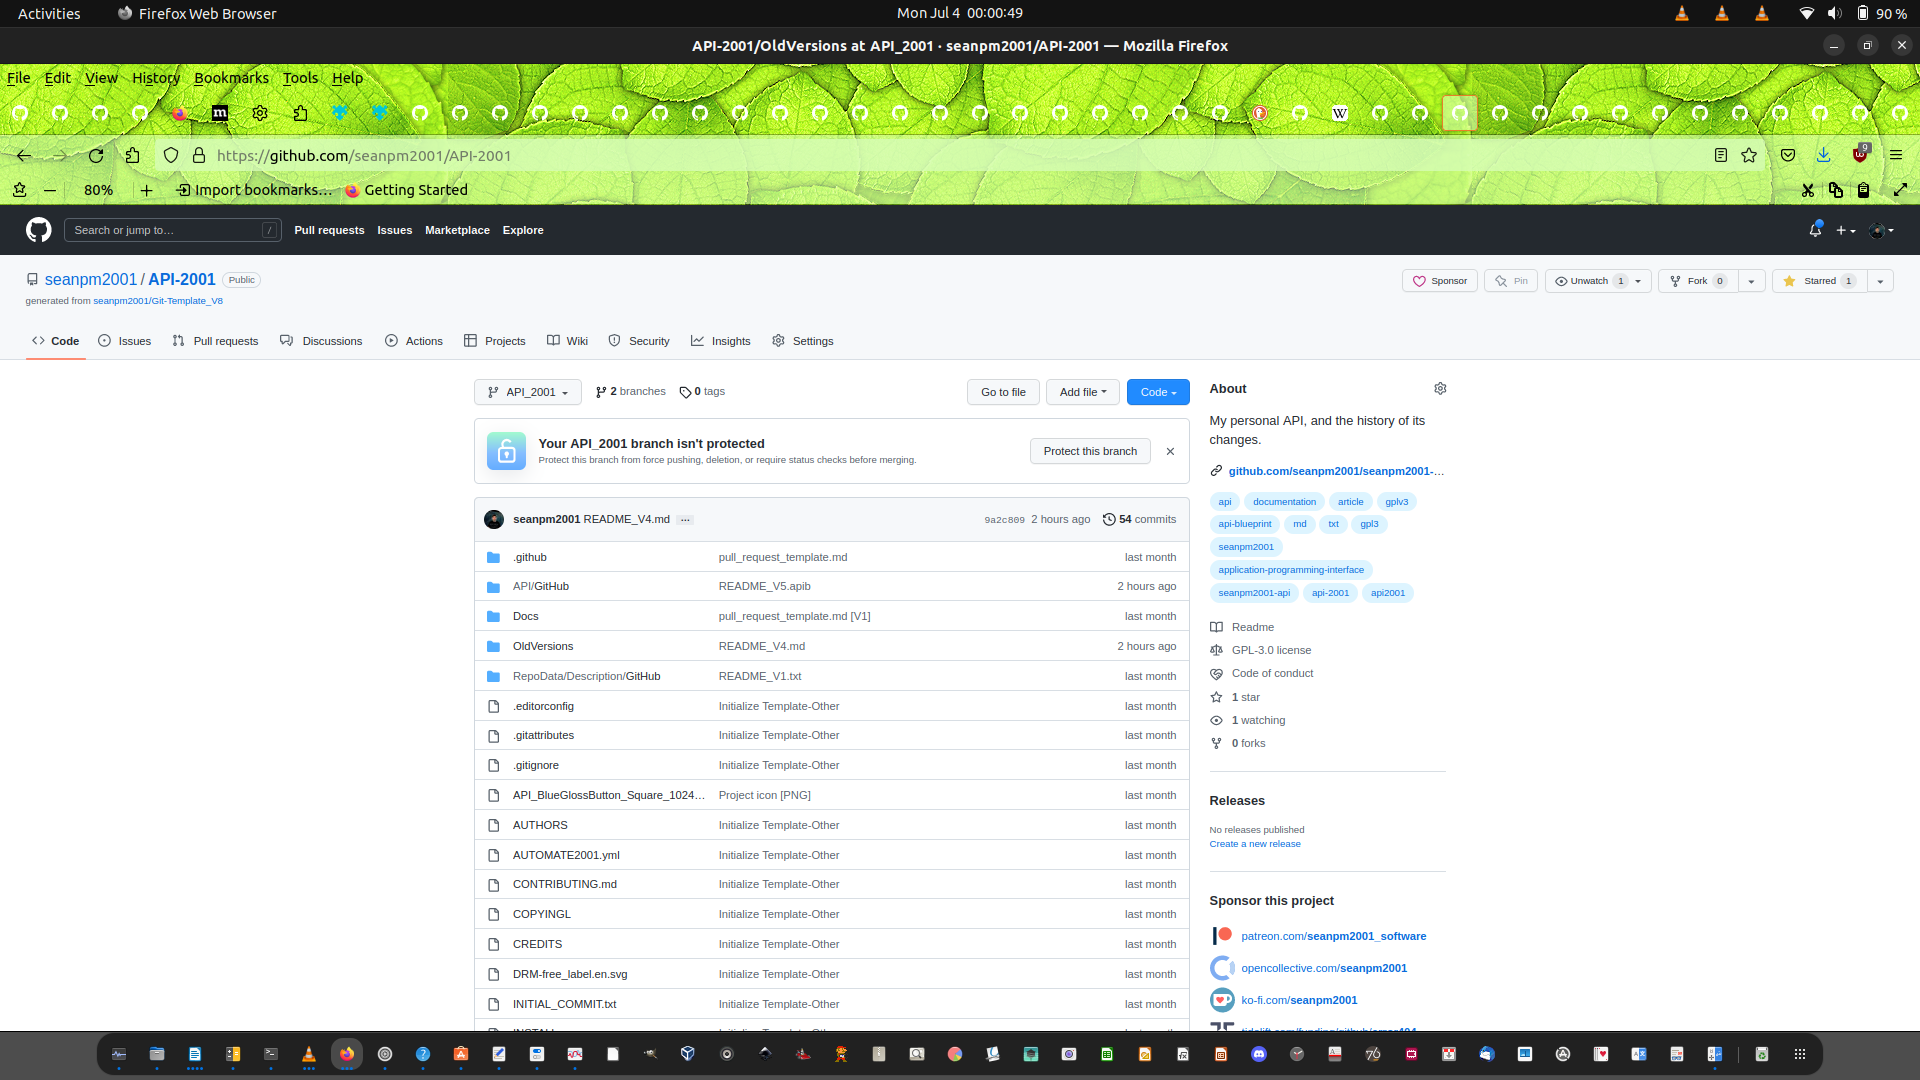 Activities
Firefox Web Browser
Mon Jul 4 00:00:49
90 %
API-2001/OldVersions at API_2001 · seanpm2001/API-2001 — Mozilla Firefox
File Edit View History Bookmarks Tools Help
https://github.com/seanpm2001/API-2001
9
80%
Import bookmarks...
Getting Started
Search or jump to...
/
Pull requests Issues Marketplace Explore
seanpm2001 / API-2001 Public
generated from seanpm2001/Git-Template_V8
Sponsor
Pin
Unwatch 1
Fork 0
Starred 1
Code Issues Pull requests Discussions Actions Projects Wiki Security Insights Settings
API_2001
2 branches
0 tags
Go to file
Add file
Code
Your API_2001 branch isn't protected
Protect this branch from force pushing, deletion, or require status checks before merging.
Protect this branch
seanpm2001 README_V4.md ...
9a2c809 2 hours ago 54 commits
.github pull_request_template.md last month
API/GitHub README_V5.apib 2 hours ago
Docs pull_request_template.md [V1] last month
OldVersions README_V4.md 2 hours ago
RepoData/Description/GitHub README_V1.txt last month
.editorconfig Initialize Template-Other last month
.gitattributes Initialize Template-Other last month
.gitignore Initialize Template-Other last month
API_BlueGlossButton_Square_1024... Project icon [PNG] last month
AUTHORS Initialize Template-Other last month
AUTOMATE2001.yml Initialize Template-Other last month
CONTRIBUTING.md Initialize Template-Other last month
COPYINGL Initialize Template-Other last month
CREDITS Initialize Template-Other last month
DRM-free_label.en.svg Initialize Template-Other last month
INITIAL_COMMIT.txt Initialize Template-Other last month
About
My personal API, and the history of its
changes.
github.com/seanpm2001/seanpm2001-...
api documentation article gplv3
api-blueprint md txt gpl3
seanpm2001
application-programming-interface
seanpm2001-api api-2001 api2001
Readme
GPL-3.0 license
Code of conduct
1 star
1 watching
0 forks
Releases
No releases published
Create a new release
Sponsor this project
patreon.com/seanpm2001_software
opencollective.com/seanpm2001
ko-fi.com/seanpm2001